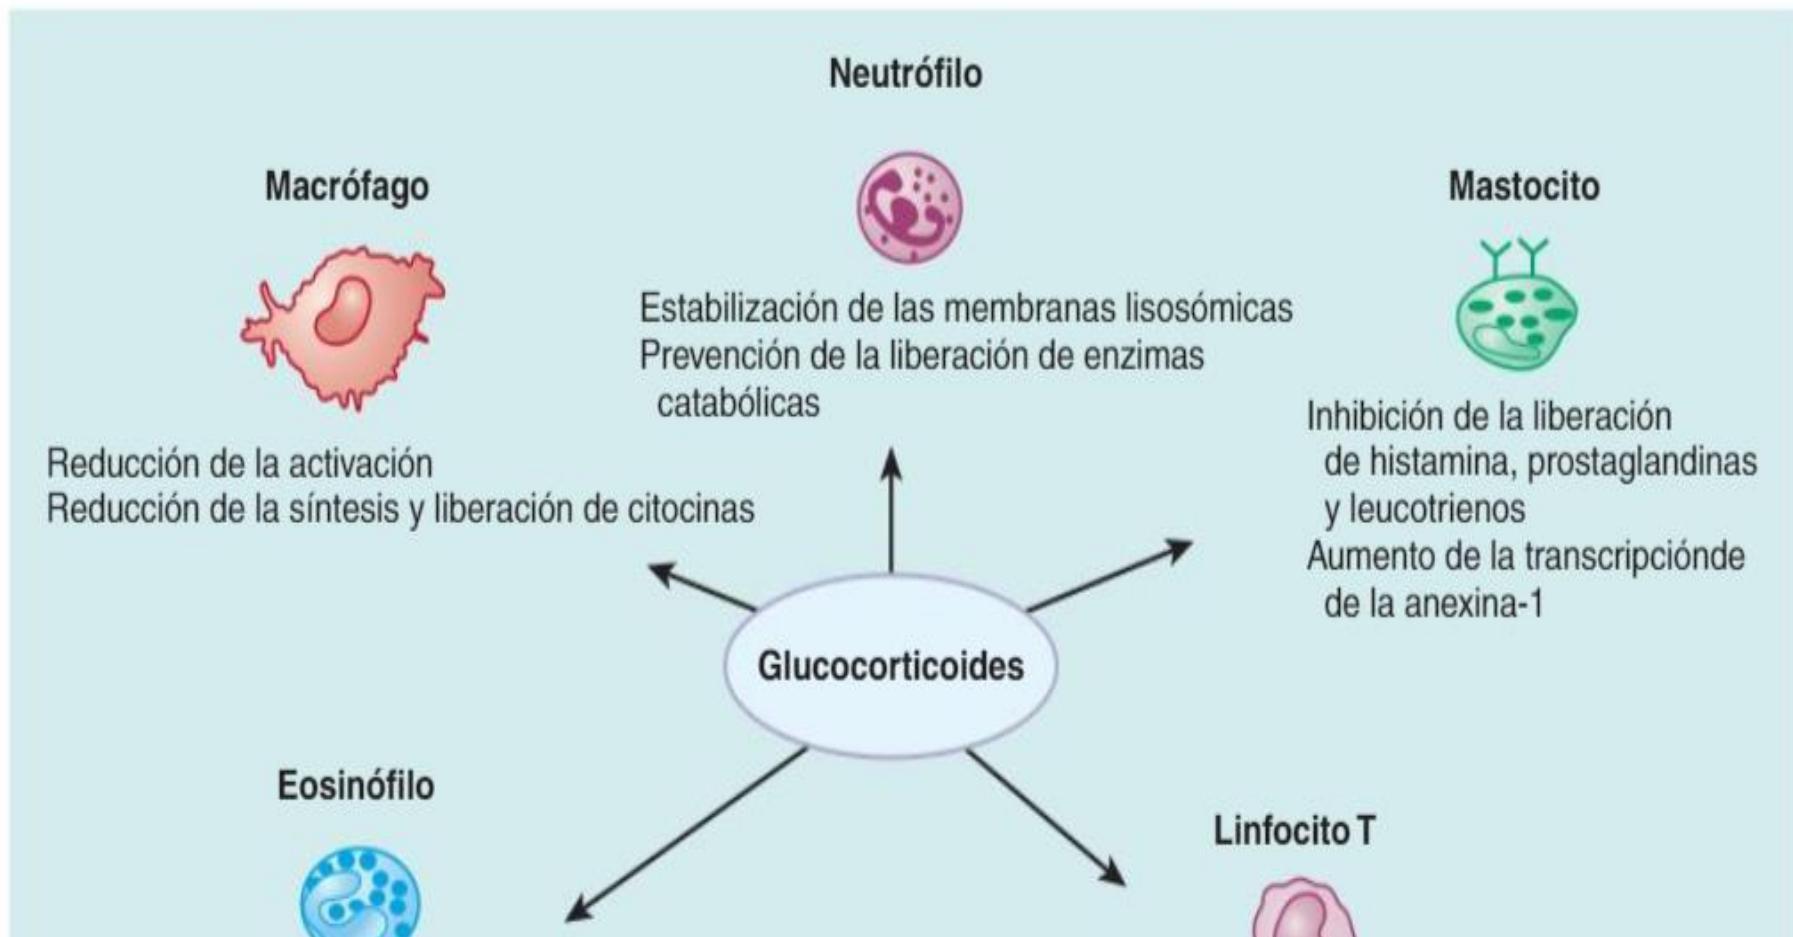 Neutrófilo
Macrófago
Mastocito
Estabilización de las membranas lisosómicas
Prevención de la liberación de enzimas
catabólicas
Inhibición de la liberación
de histamina, prostaglandinas
y leucotrienos
Aumento de la transcripciónde
de la anexina-1
Reducción de la activación
Reducción de la síntesis y liberación de citocinas
Glucocorticoides
Eosinófilo
Linfocito T